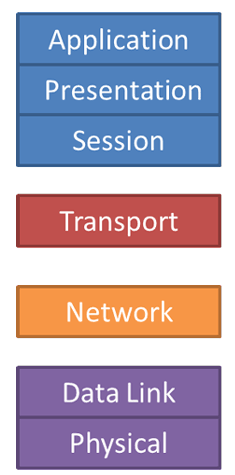 Application
Presentation
Session
Transport
Network
Data Link
Physical